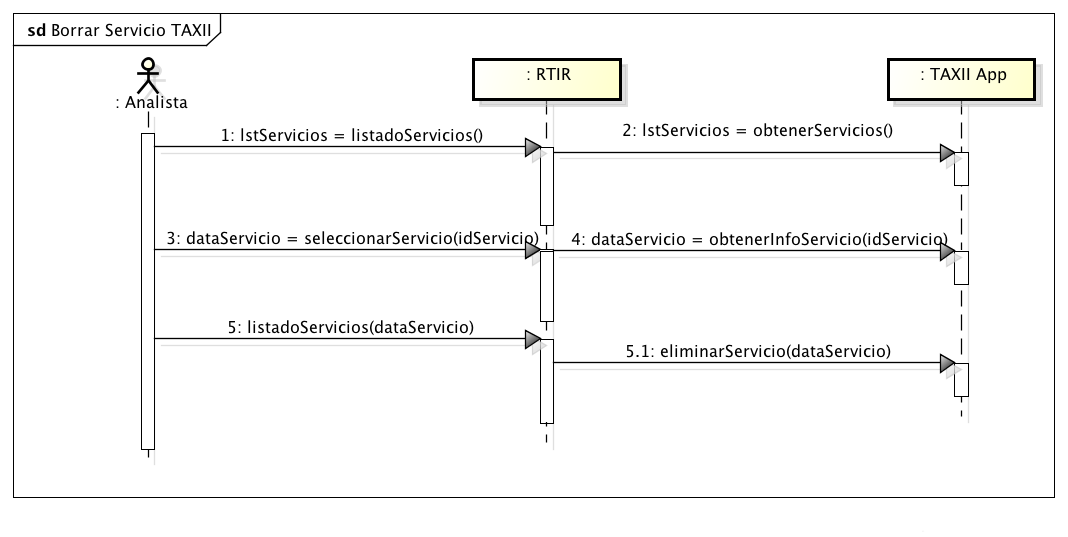 sd Borrar Servicio TAXII
: Analista
: RTIR
: TAXII App
1: lstServicios = listadoServicios()
2: lstServicios = obtenerServicios()
3: dataServicio = seleccionarServicio(idServicio)
4: dataServicio = obtenerInfoServicio(idServicio)
5: listadoServicios(dataServicio)
5.1: eliminarServicio(dataServicio)